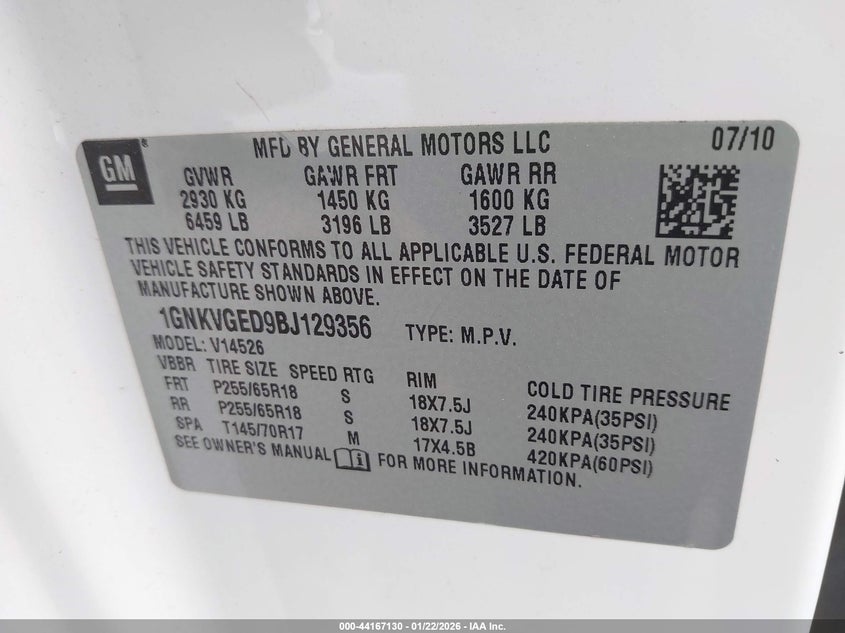 GM® MFD BY GENERAL MOTORS LLC 07/10
GVWR GAWR FRT GAWR RR
2930 KG 1450 KG 1600 KG
6459 LB 3196 LB 3527 LB
THIS VEHICLE CONFORMS TO ALL APPLICABLE U.S. FEDERAL MOTOR
VEHICLE SAFETY STANDARDS IN EFFECT ON THE DATE OF
MANUFACTURE SHOWN ABOVE.
1GNKVGED9BJ129356 TYPE: M.P.V.
MODEL: V14526
VBBR TIRE SIZE SPEED RTG RIM COLD TIRE PRESSURE
FRT P255/65R18 S 18X7.5J 240KPA(35PSI)
RR P255/65R18 S 18X7.5J 240KPA(35PSI)
SPA T145/70R17 M 17X4.5B 420KPA(60PSI)
SEE OWNER'S MANUAL FOR MORE INFORMATION.
000-44167130 - 01/22/2026 - IAA Inc.